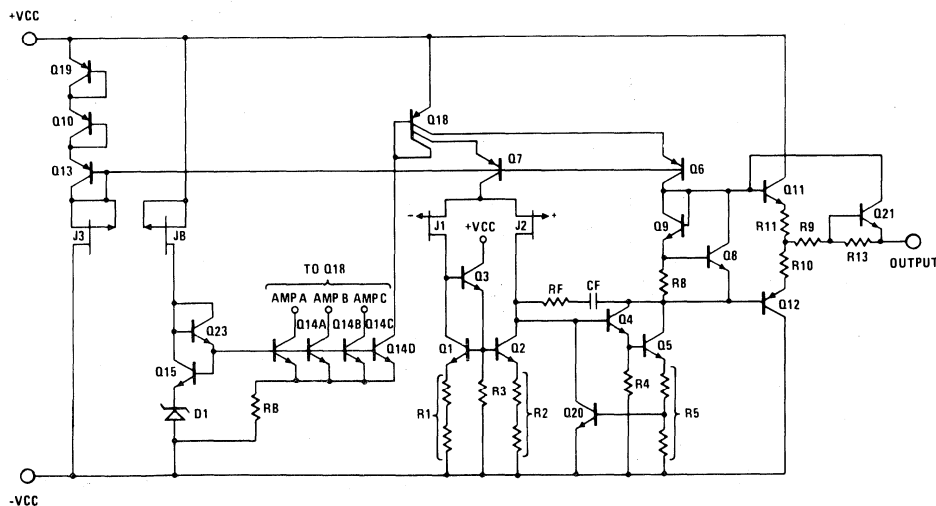 +VCC
Q19
Q10
Q13
J3
JB
Q18
Q7
Q6
J1
-
J2
+
+VCC
Q3
Q9
Q8
Q11
R11
R9
Q21
R13
OUTPUT
R10
R8
Q12
TO Q18
AMP A AMP B AMP C
Q14A Q14B Q14C
Q14D
Q23
Q15
D1
RB
RF
CF
Q4
Q5
Q1
Q2
R1
R3
R2
Q20
R4
R5
-VCC